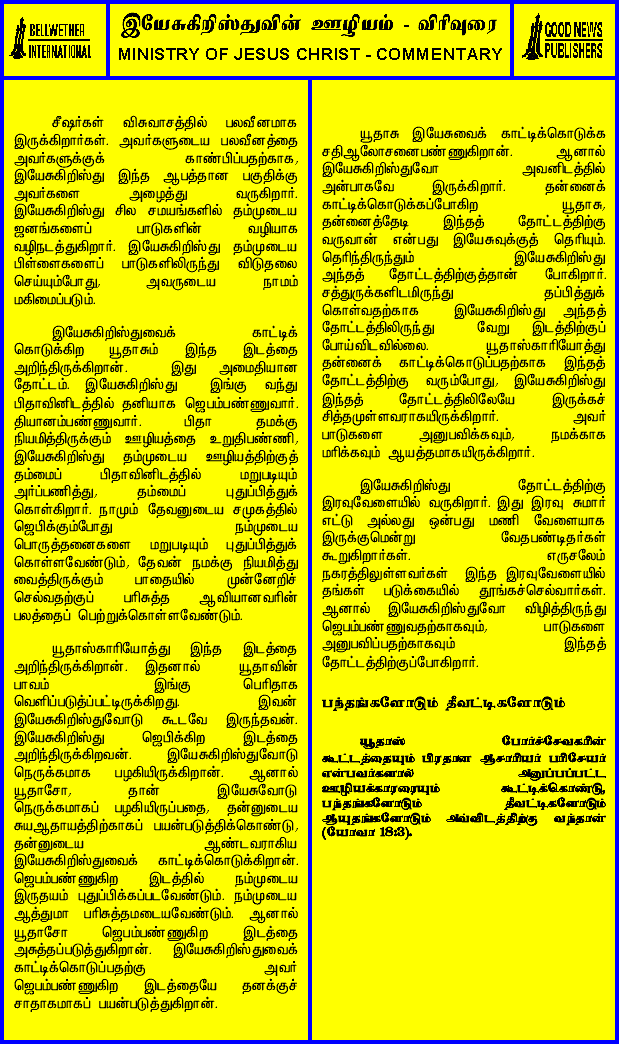 BELLWETHER
INTERNATIONAL
இயேசுகிறிஸ்துவின் ஊழியம் - விரிவுரை
MINISTRY OF JESUS CHRIST - COMMENTARY
GOOD NEWS
PUBLISHERS
சீஷர்கள் விசுவாசத்தில் பலவீனமாக
இருக்கிறார்கள். அவர்களுடைய பலவீனத்தை
அவர்களுக்குக் காண்பிப்பதற்காக,
இயேசுகிறிஸ்து இந்த ஆபத்தான பகுதிக்கு
அவர்களை அழைத்து வருகிறார்.
இயேசுகிறிஸ்து சில சமயங்களில் தம்முடைய
ஜனங்களைப் பாடுகளின் வழியாக
வழிநடத்துகிறார். இயேசுகிறிஸ்து தம்முடைய
பிள்ளைகளைப் பாடுகளிலிருந்து விடுதலை
செய்யும்போது, அவருடைய நாமம்
மகிமைப்படும்.
இயேசுகிறிஸ்துவைக் காட்டிக்
கொடுக்கிற யூதாசும் இந்த இடத்தை
அறிந்திருக்கிறான். இது அமைதியான
தோட்டம். இயேசுகிறிஸ்து இங்கு வந்து
பிதாவினிடத்தில் தனியாக ஜெபம்பண்ணுவார்.
தியானம்பண்ணுவார். பிதா தமக்கு
நியமித்திருக்கும் ஊழியத்தை உறுதிபண்ணி,
இயேசுகிறிஸ்து தம்முடைய ஊழியத்திற்குத்
தம்மைப் பிதாவினிடத்தில் மறுபடியும்
அர்ப்பணித்து, தம்மைப் புதுப்பித்துக்
கொள்கிறார். நாமும் தேவனுடைய சமுகத்தில்
ஜெபிக்கும்போது நம்முடைய
பொருத்தனைகளை மறுபடியும் புதுப்பித்துக்
கொள்ளவேண்டும், தேவன் நமக்கு நியமித்து
வைத்திருக்கும் பாதையில் முன்னேறிச்
செல்வதற்குப் பரிசுத்த ஆவியானவரின்
பலத்தைப் பெற்றுக்கொள்ளவேண்டும்.
யூதாஸ்காரியோத்து இந்த இடத்தை
அறிந்திருக்கிறான். இதனால் யூதாவின்
பாவம் இங்கு பெரிதாக
வெளிப்படுத்ப்பட்டிருக்கிறது. இவன்
இயேசுகிறிஸ்துவோடு கூடவே இருந்தவன்.
இயேசுகிறிஸ்து ஜெபிக்கிற இடத்தை
அறிந்திருக்கிறவன். இயேசுகிறிஸ்துவோடு
நெருக்கமாக பழகியிருக்கிறான். ஆனால்
யூதாசோ, தான் இயேசுவோடு
நெருக்கமாகப் பழகியிருப்பதை, தன்னுடைய
சுயஆதாயத்திற்காகப் பயன்படுத்திக்கொண்டு,
தன்னுடைய ஆண்டவராகிய
இயேசுகிறிஸ்துவைக் காட்டிக்கொடுக்கிறான்.
ஜெபம்பண்ணுகிற இடத்தில் நம்முடைய
இருதயம் புதுப்பிக்கப்படவேண்டும். நம்முடைய
ஆத்துமா பரிசுத்தமடையவேண்டும். ஆனால்
யூதாசோ ஜெபம்பண்ணுகிற இடத்தை
அசுத்தப்படுத்துகிறான். இயேசுகிறிஸ்துவைக்
காட்டிக்கொடுப்பதற்கு அவர்
ஜெபம்பண்ணுகிற இடத்தையே தனக்குச்
சாதாகமாகப் பயன்படுத்துகிறான்.
யூதாசு இயேசுவைக் காட்டிக்கொடுக்க
சதிஆலோசனைபண்ணுகிறான். ஆனால்
இயேசுகிறிஸ்துவோ அவனிடத்தில்
அன்பாகவே இருக்கிறார். தன்னைக்
காட்டிக்கொடுக்கப்போகிற யூதாசு,
தன்னைத்தேடி இந்தத் தோட்டத்திற்கு
வருவான் என்பது இயேசுவுக்குத் தெரியும்.
தெரிந்திருந்தும் இயேசுகிறிஸ்து
அந்தத் தோட்டத்திற்குத்தான் போகிறார்.
சத்துருக்களிடமிருந்து தப்பித்துக்
கொள்வதற்காக இயேசுகிறிஸ்து அந்தத்
தோட்டத்திலிருந்து வேறு இடத்திற்குப்
போய்விடவில்லை. யூதாஸ்காரியோத்து
தன்னைக் காட்டிக்கொடுப்பதற்காக இந்தத்
தோட்டத்திற்கு வரும்போது, இயேசுகிறிஸ்து
இந்தத் தோட்டத்திலிலேயே இருக்கச்
சித்தமுள்ளவராகயிருக்கிறார். அவர்
பாடுகளை அனுபவிக்கவும், நமக்காக
மரிக்கவும் ஆயத்தமாகயிருக்கிறார்.
இயேசுகிறிஸ்து தோட்டத்திற்கு
இரவுவேளையில் வருகிறார். இது இரவு சுமார்
எட்டு அல்லது ஒன்பது மணி வேளையாக
இருக்குமென்று வேதபண்டிதர்கள்
கூறுகிறார்கள். எருசலேம்
நகரத்திலுள்ளவர்கள் இந்த இரவுவேளையில்
தங்கள் படுக்கையில் தூங்கச்செல்வார்கள்.
ஆனால் இயேசுகிறிஸ்துவோ விழித்திருந்து
ஜெபம்பண்ணுவதற்காகவும், பாடுகளை
அனுபவிப்பதற்காகவும் இந்தத்
தோட்டத்திற்குப்போகிறார்.
பந்தங்களோடும் தீவட்டிகளோடும்
யூதாஸ் போர்ச்சேவகரின்
கூட்டத்தையும் பிரதான ஆசாரியர் பரிசேயர்
என்பவர்களால் அனுப்பப்பட்ட
ஊழியக்காரரையும் கூட்டிக்கொண்டு,
பந்தங்களோடும் தீவட்டிகளோடும்
ஆயுதங்களோடும் அவ்விடத்திற்கு வந்தான்
(யோவா 18:3).